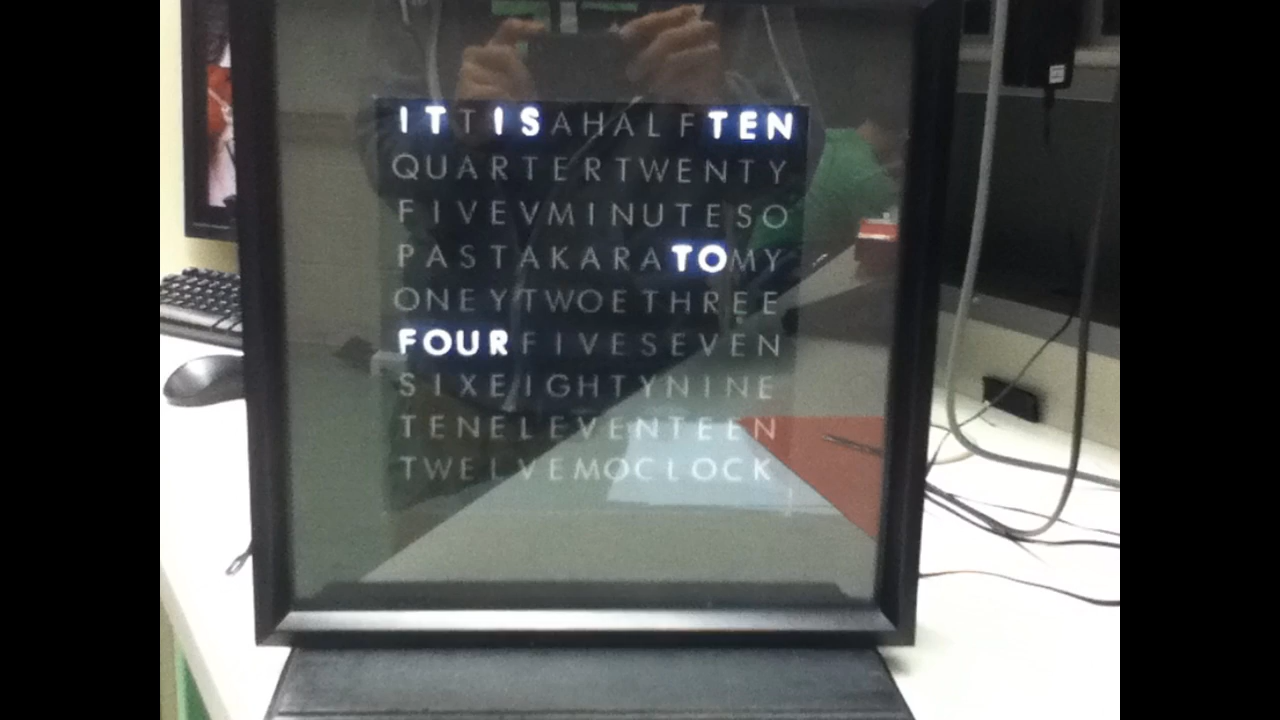 ITTISAHALFTEN
QUARTERTWENTY
FIVEVMINUTESO
PASTAKARATOMY
ONEYTWOETHREE
FOURFIVESEVEN
SIXEIGHTYNINE
TENELEVENTEEN
TWELVEMOCLOCK